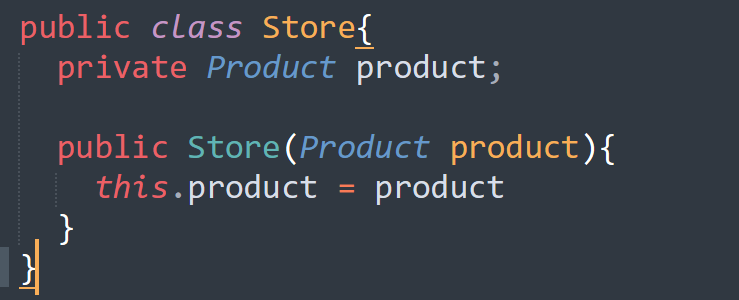 public class Store{
private Product product;
public Store(Product product){
this.product = product
}
}